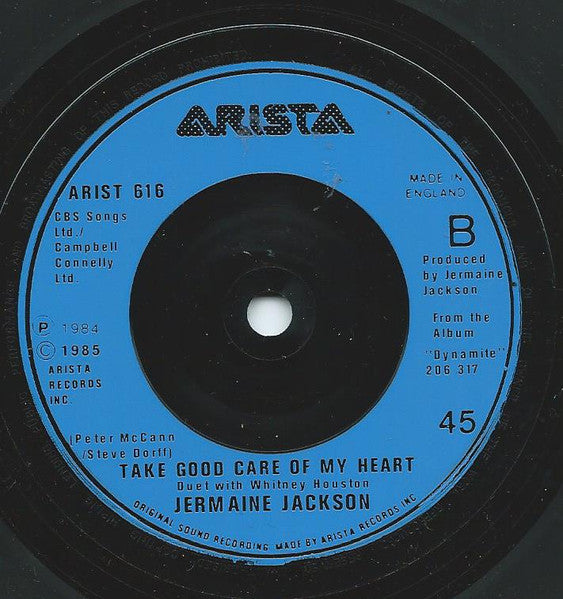 ARISTA
ARIST 616
MADE IN
ENGLAND
CBS Songs
Ltd./
Campbell
Connelly
Ltd.
B
Produced
by Jermaine
Jackson
From the
Album
"Dynamite"
206 317
P 1984
© 1985
ARISTA
RECORDS
INC.
45
(Peter McCann
/Steve Dorff)
TAKE GOOD CARE OF MY HEART
Duet with Whitney Houston
JERMAINE JACKSON
ORIGINAL SOUND RECORDING MADE BY ARISTA RECORDS INC